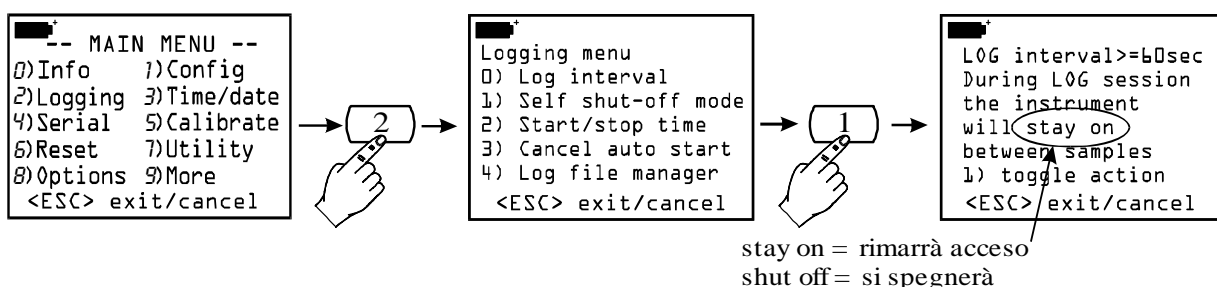 -- MAIN MENU --
0)Info 1)Config
2)Logging 3)Time/date
4)Serial 5)Calibrate
6)Reset 7)Utility
8)Options 9)More
<ESC> exit/cancel
2
Logging menu
0) Log interval
1) Self shut-off mode
2) Start/stop time
3) Cancel auto start
4) Log file manager
<ESC> exit/cancel
1
LOG interval>=60sec
During LOG session
the instrument
will stay on
between samples
1) toggle action
<ESC> exit/cancel
stay on = rimarrà acceso
shut off = si spegnerà